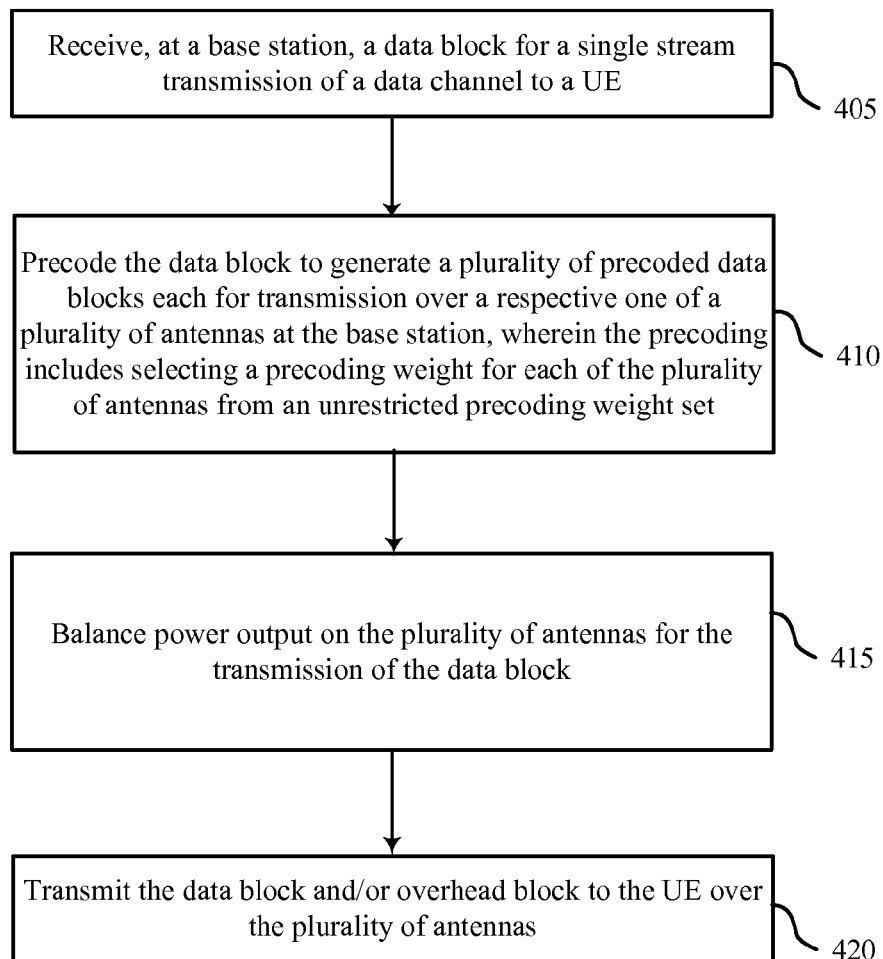 Receive, at a base station, a data block for a single stream
transmission of a data channel to a UE
405
Precode the data block to generate a plurality of precoded data
blocks each for transmission over a respective one of a
plurality of antennas at the base station, wherein the precoding
includes selecting a precoding weight for each of the plurality
of antennas from an unrestricted precoding weight set
410
Balance power output on the plurality of antennas for the
transmission of the data block
415
Transmit the data block and/or overhead block to the UE over
the plurality of antennas
420